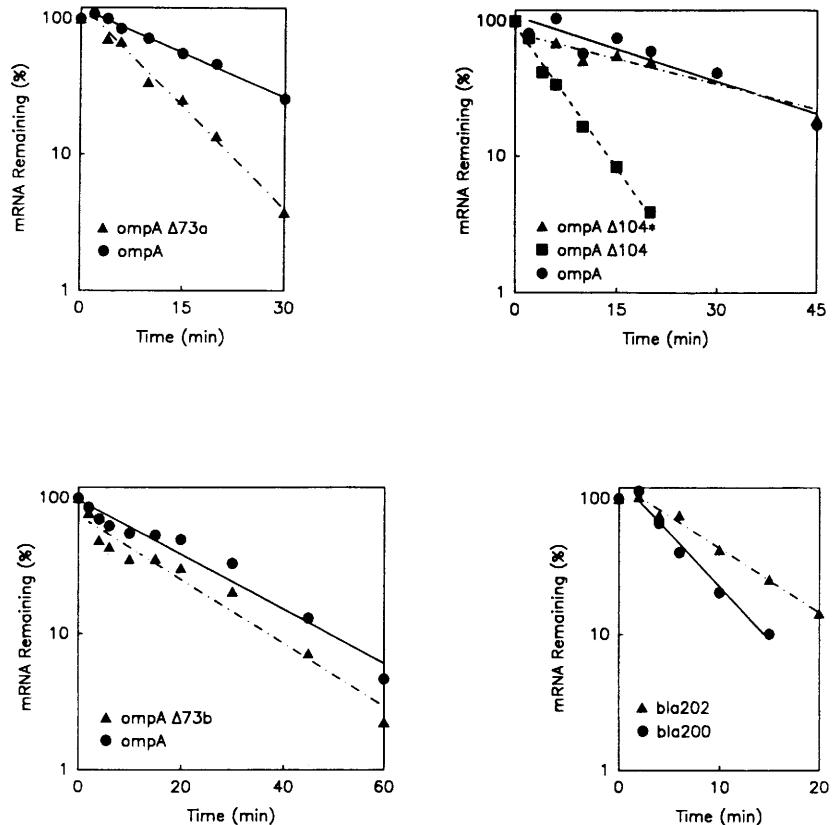 100
10
1
mRNA Remaining (%)
ompA Δ73a
ompA
0
15
30
Time (min)
100
10
1
mRNA Remaining (%)
ompA Δ104*
ompA Δ104
ompA
0
15
30
45
Time (min)
100
10
1
mRNA Remaining (%)
ompA Δ73b
ompA
0
20
40
60
Time (min)
100
10
1
mRNA Remaining (%)
bla202
bla200
0
10
20
Time (min)